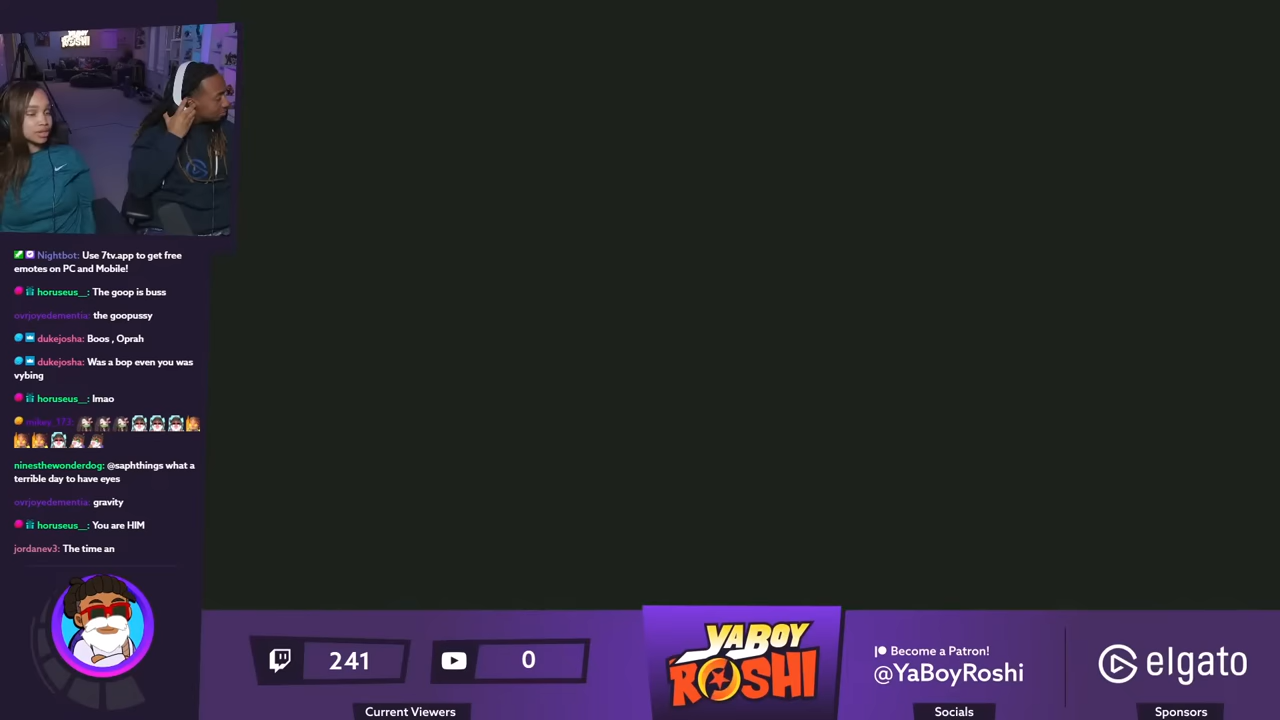 ROSHI
Nightbot: Use 7tv.app to get free
emotes on PC and Mobile!
horuseus__: The goop is buss
ovrjoyedementia: the goopussy
dukejosha: Boos , Oprah
dukejosha: Was a bop even you was
vybing
horuseus__: lmao
ninesthewonderdog: @saphthings what a
terrible day to have eyes
ovrjoyedementia: gravity
horuseus__: You are HIM
jordanev3: The time an
241
0
Current Viewers
YABOY
ROSHI
Become a Patron!
@YaBoyRoshi
Socials
elgato
Sponsors